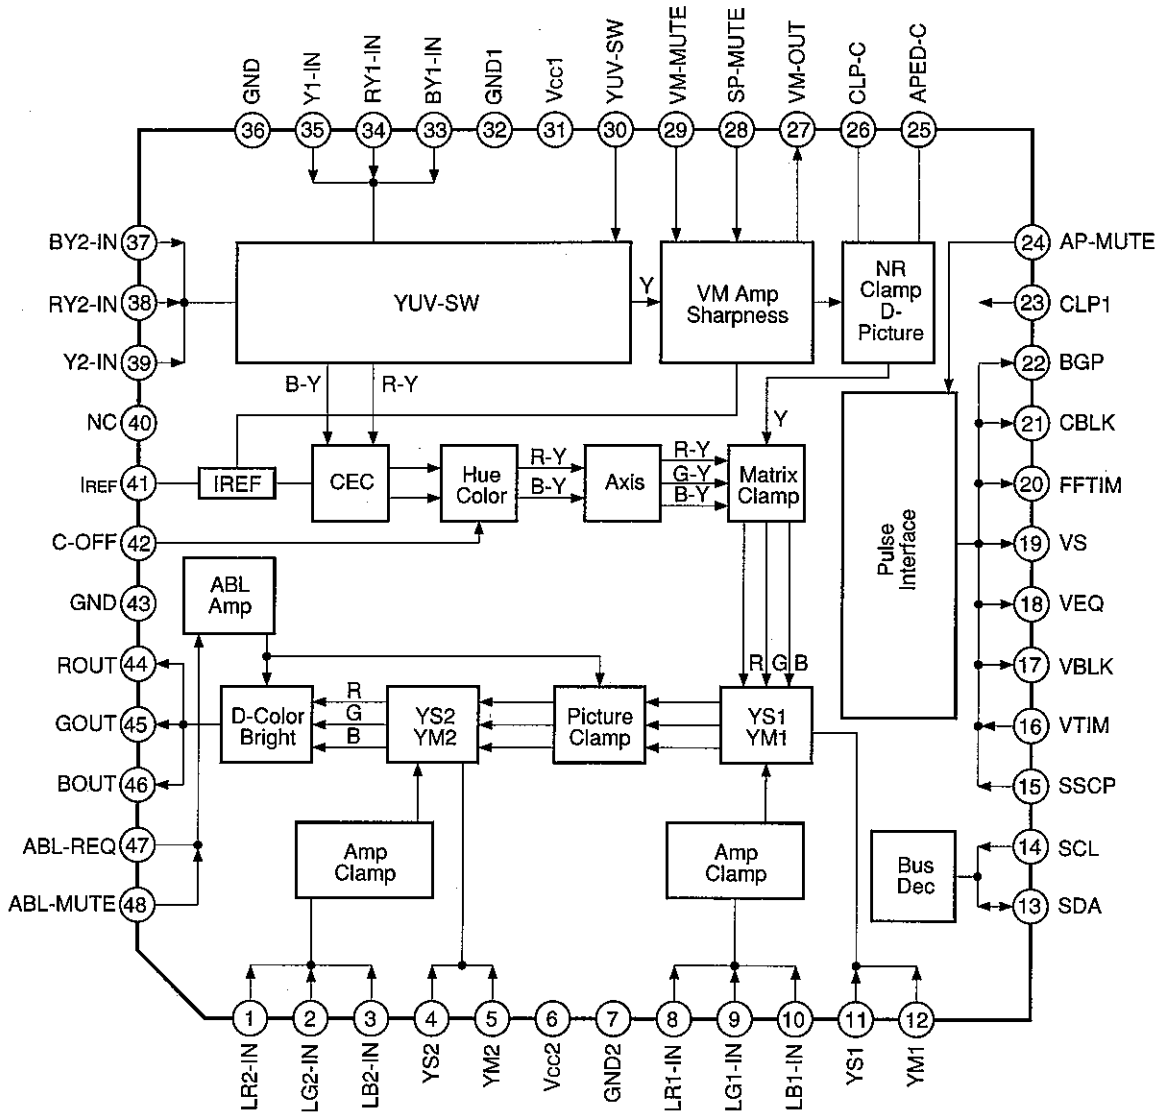 GND
Y1-IN
RY1-IN
BY1-IN
GND1
Vcc1
YUV-SW
VM-MUTE
SP-MUTE
VM-OUT
CLP-C
APED-C
36
35
34
33
32
31
30
29
28
27
26
25
BY2-IN 37
RY2-IN 38
Y2-IN 39
NC 40
IREF 41
C-OFF 42
GND 43
ROUT 44
GOUT 45
BOUT 46
ABL-REQ 47
ABL-MUTE 48
YUV-SW
Y
VM Amp
Sharpness
NR
Clamp
D-
Picture
B-Y
R-Y
Y
IREF
CEC
Hue
Color
R-Y
B-Y
Axis
R-Y
G-Y
B-Y
Matrix
Clamp
Pulse
Interface
ABL
Amp
R
G
B
D-Color
Bright
R
G
B
YS2
YM2
Picture
Clamp
YS1
YM1
Amp
Clamp
Amp
Clamp
Bus
Dec
24 AP-MUTE
23 CLP1
22 BGP
21 CBLK
20 FFTIM
19 VS
18 VEQ
17 VBLK
16 VTIM
15 SSCP
14 SCL
13 SDA
1
2
3
4
5
6
7
8
9
10
11
12
LR2-IN
LG2-IN
LB2-IN
YS2
YM2
Vcc2
GND2
LR1-IN
LG1-IN
LB1-IN
YS1
YM1